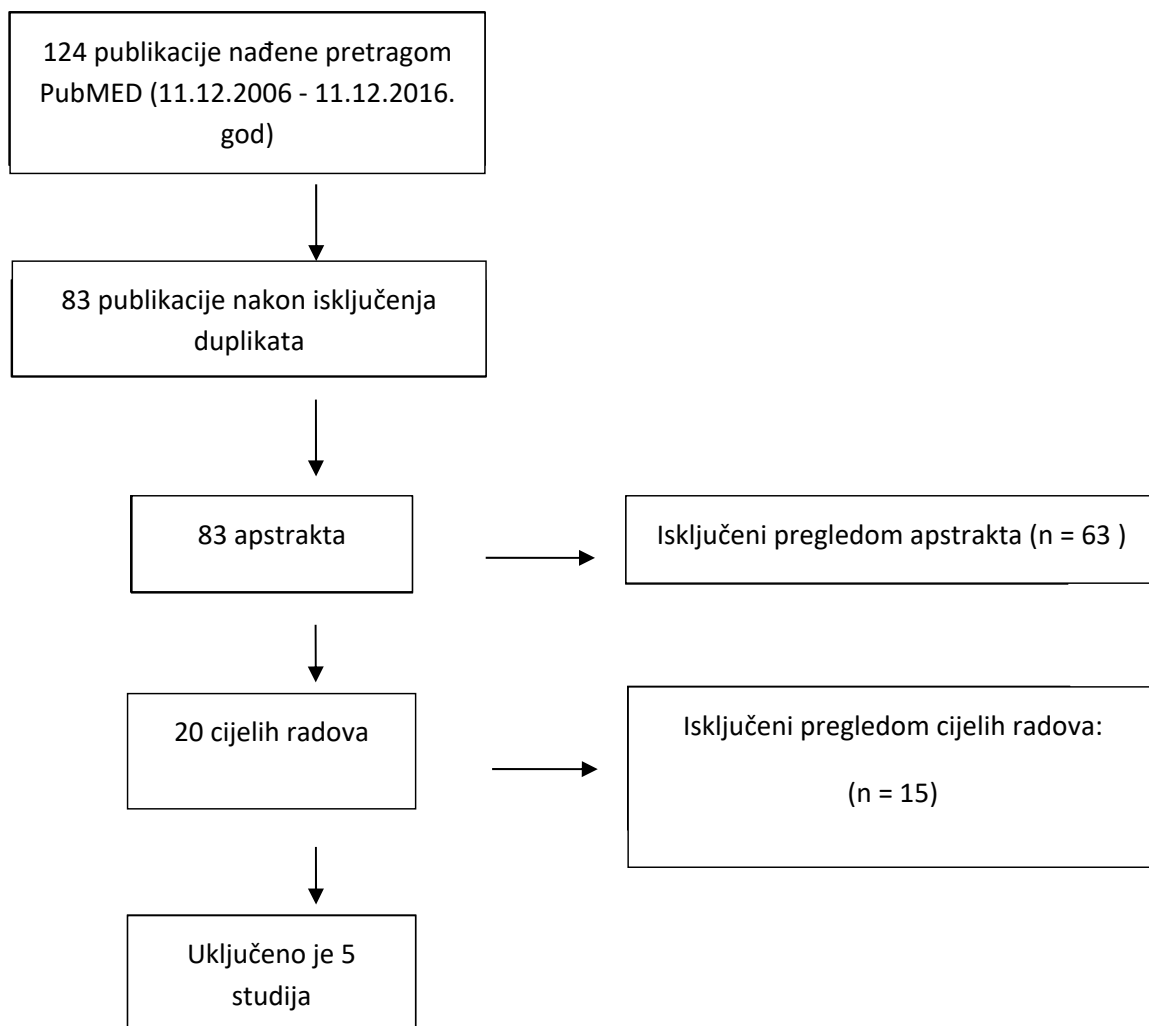 124 publikacije nađene pretragom
PubMED (11.12.2006 - 11.12.2016.
god)
83 publikacije nakon isključenja
duplikata
83 apstrakta
Isključeni pregledom apstrakta (n = 63 )
20 cijelih radova
Isključeni pregledom cijelih radova:
(n = 15)
Uključeno je 5
studija